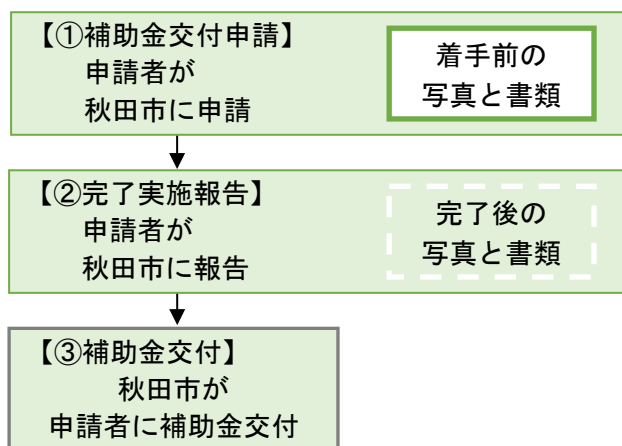 【①補助金交付申請】
申請者が
秋田市に申請
着手前の
写真と書類
【②完了実施報告】
申請者が
秋田市に報告
完了後の
写真と書類
【③補助金交付】
秋田市が
申請者に補助金交付